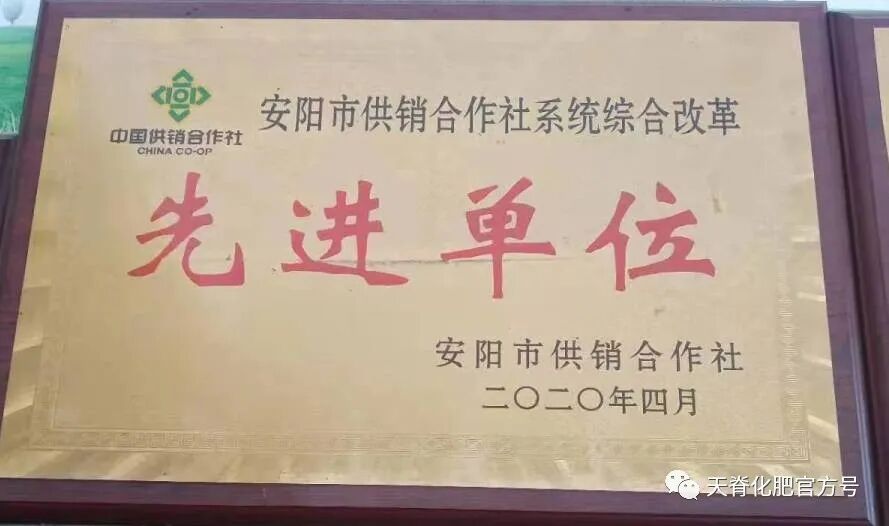 中国供销合作社
CHINA CO-OP
安阳市供销合作社系统综合改革
先进单位
安阳市供销合作社
二〇二〇年四月
天脊化肥官方号